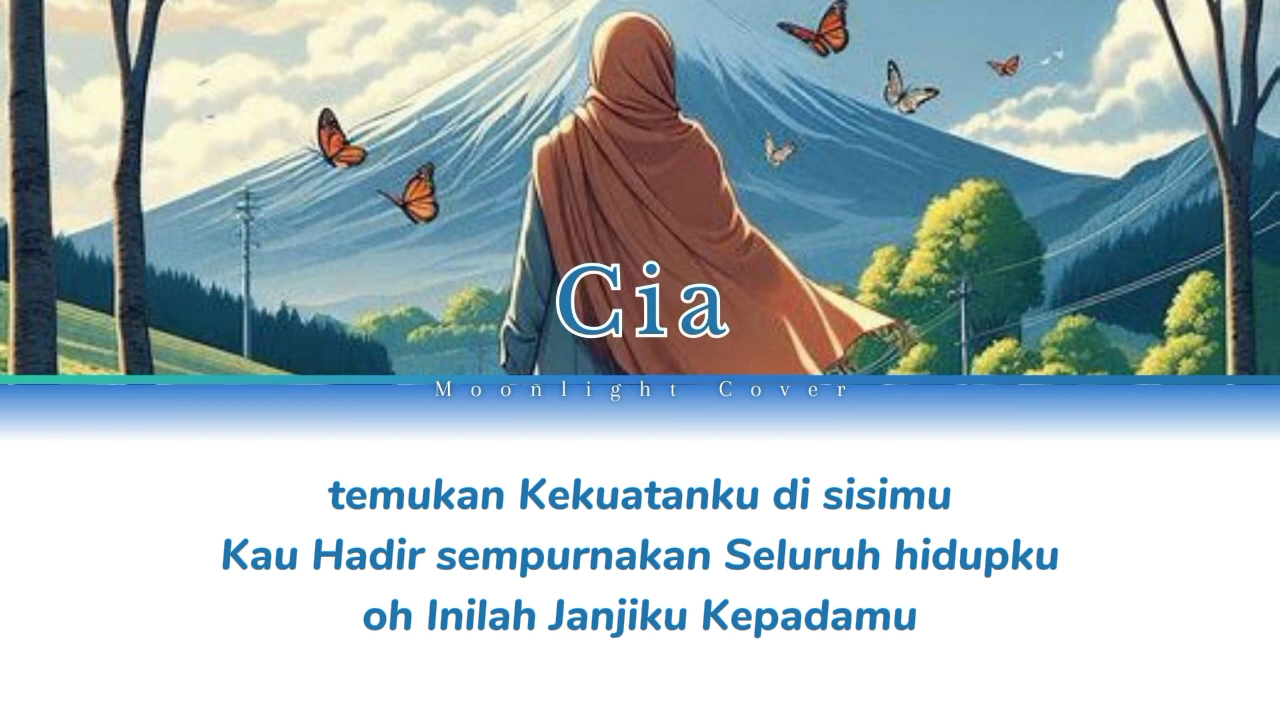 Cia
Moonlight Cover
temukan Kekuatanku di sisimu
Kau Hadir sempurnakan Seluruh hidupku
oh Inilah Janjiku Kepadamu